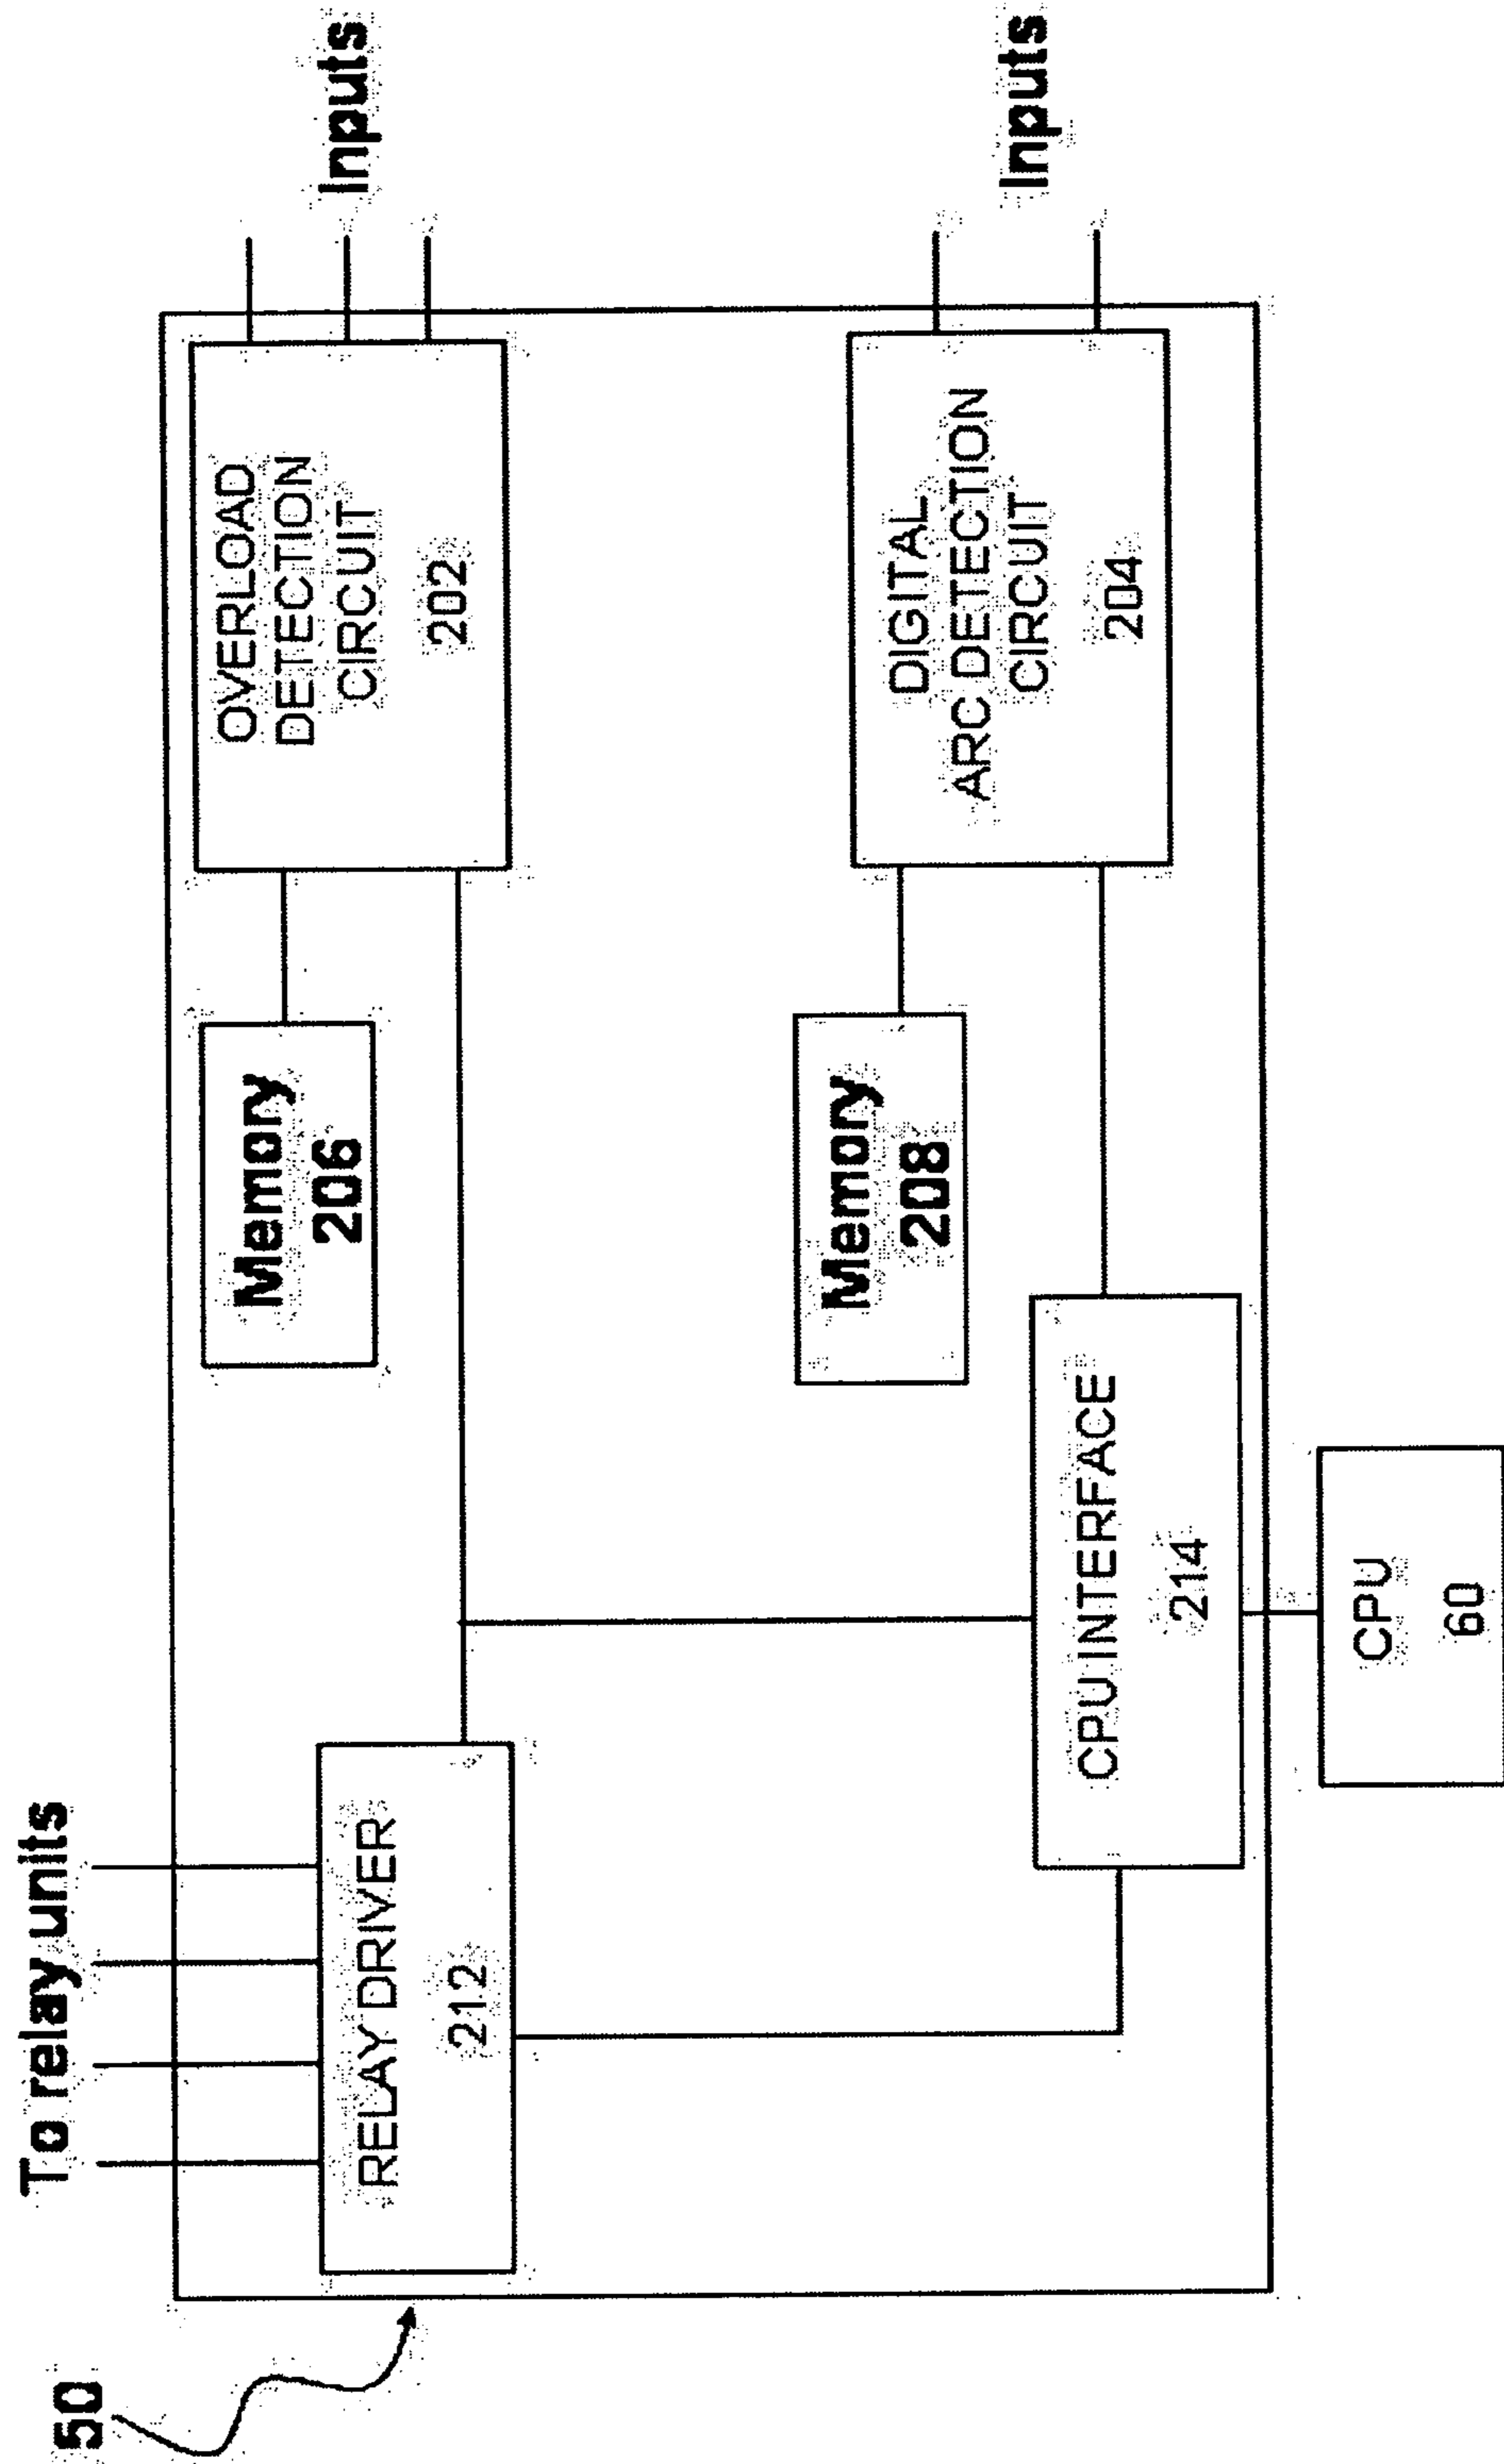 50
To relay units
RELAY DRIVER
212
Memory
206
OVERLOAD
DETECTION
CIRCUIT
202
Inputs
Memory
208
DIGITAL
ARC DETECTION
CIRCUIT
204
Inputs
CPU INTERFACE
214
CPU
60